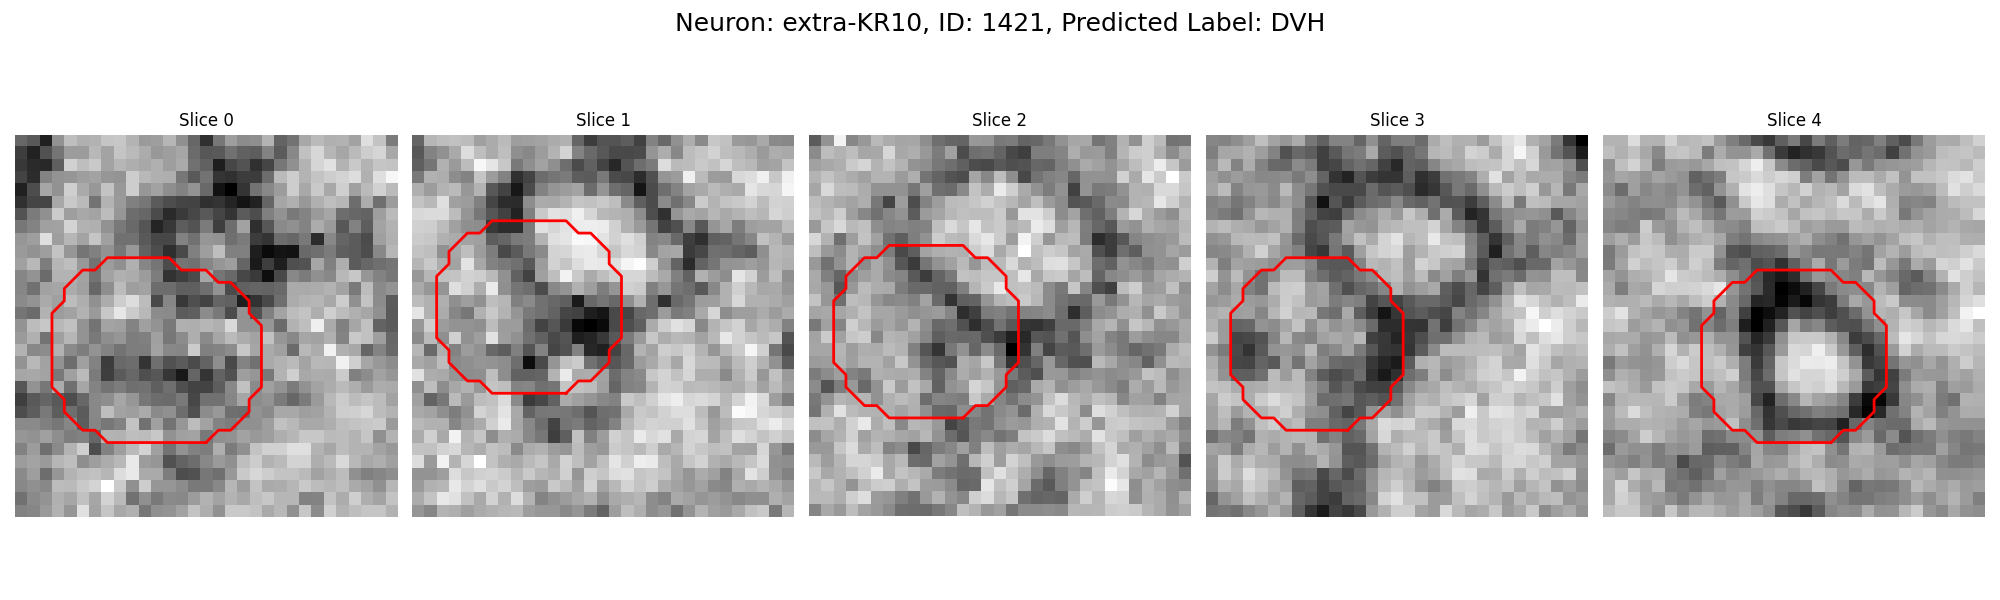 Neuron: extra-KR10, ID: 1421, Predicted Label: DVH
Slice 0
Slice 1
Slice 2
Slice 3
Slice 4